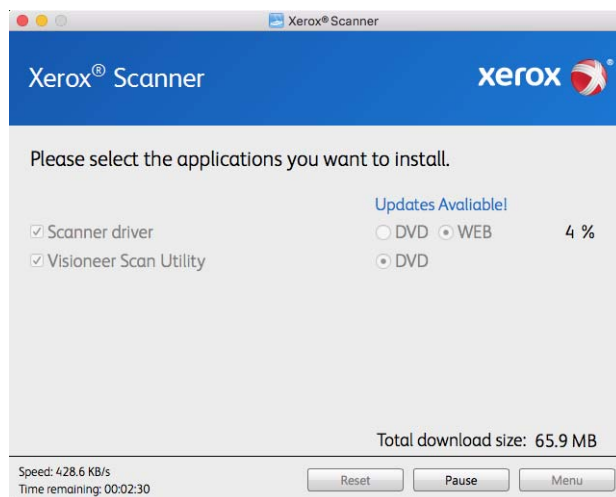 Xerox® Scanner
Xerox® Scanner
xerox ®
Please select the applications you want to install.
Updates Avaliable!
Scanner driver DVD WEB 4 %
Visioneer Scan Utility DVD
Total download size: 65.9 MB
Speed: 428.6 KB/s
Time remaining: 00:02:30
Reset Pause Menu